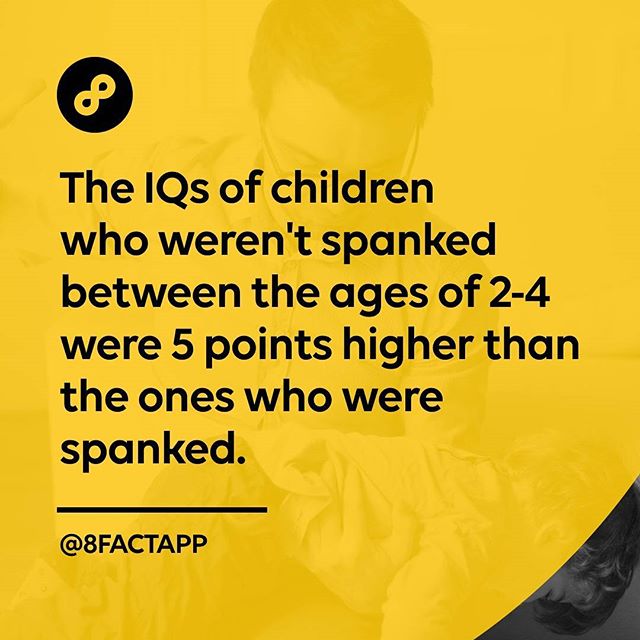 The IQs of children
who weren't spanked
between the ages of 2-4
were 5 points higher than
the ones who were
spanked.
@8FACTAPP